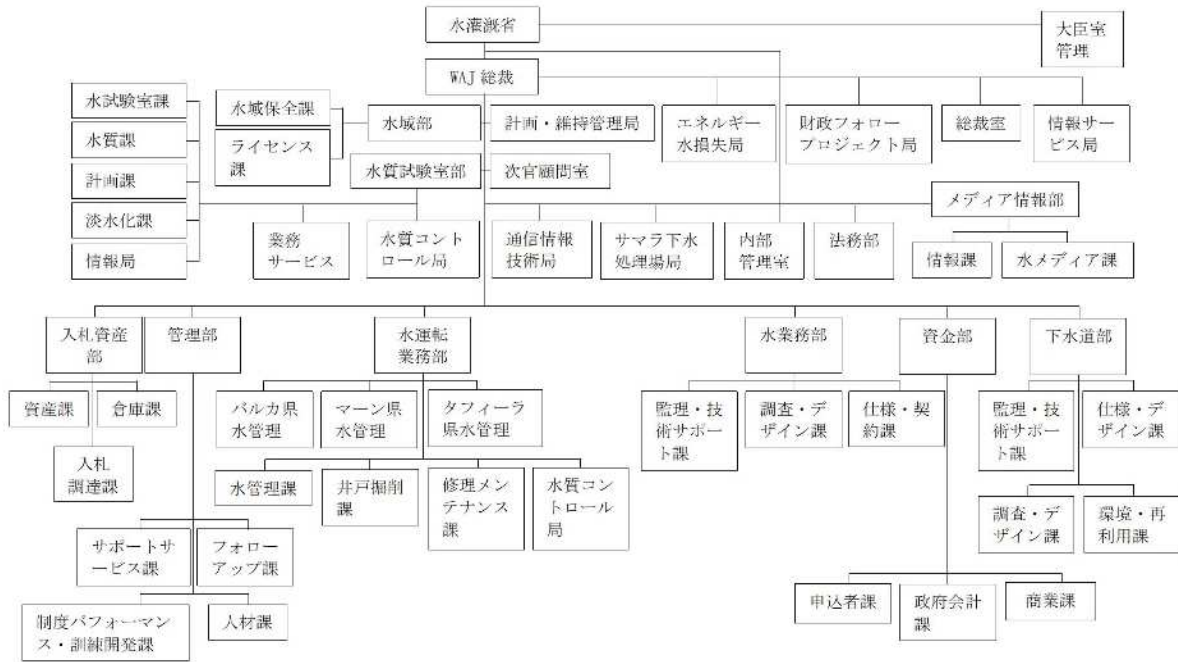 水灌漑省
大臣室
管理
WAJ 総裁
水試験室課
水質課
計画課
淡水化課
情報局
水域保全課
ライセンス
課
水域部
計画・維持管理局
エネルギー
水損失局
財政フォロー
プロジェクト局
総裁室
情報サー
ビス局
水質試験室部
次官顧問室
メディア情報部
業務
サービス
水質コント
ロール局
通信情報
技術局
サマラ下水
処理場局
内部
管理室
法務部
情報課
水メディア課
入札資産
部
管理部
水運転
業務部
水業務部
資金部
下水道部
資産課
倉庫課
入札
調達課
バルカ県
水管理
マーン県
水管理
タフィーラ
県水管理
水管理課
井戸掘削
課
修理メン
テナンス
課
水質コン
トロール
局
監理・技
術サポー
ト課
調査・デ
ザイン課
仕様・契
約課
監理・技
術サポー
ト課
仕様・デ
ザイン課
調査・デ
ザイン課
環境・再
利用課
サポートサ
ービス課
フォロー
アップ課
制度パフォーマン
ス・訓練開発課
人材課
申込者課
政府会計
課
商業課